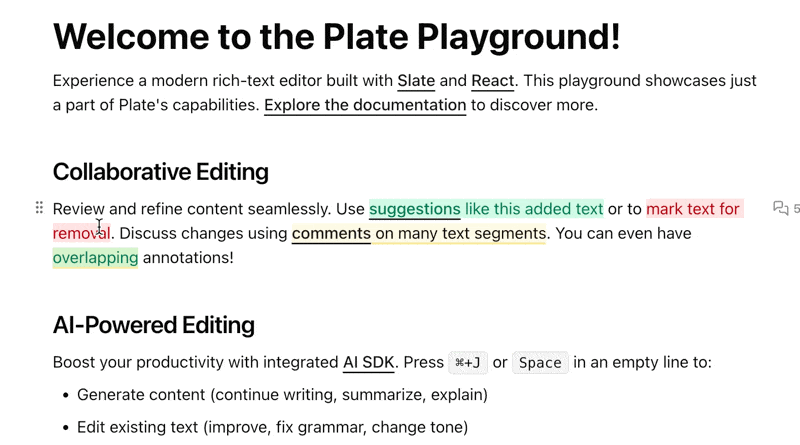 Welcome to the Plate Playground!
Experience a modern rich-text editor built with Slate and React. This playground showcases just
a part of Plate's capabilities. Explore the documentation to discover more.
Collaborative Editing
Review and refine content seamlessly. Use suggestions like this added text or to mark text for
5
removal. Discuss changes using comments on many text segments. You can even have
overlapping annotations!
AI-Powered Editing
Boost your productivity with integrated AI SDK. Press ⌘+J or Space in an empty line to:
• Generate content (continue writing, summarize, explain)
• Edit existing text (improve, fix grammar, change tone)